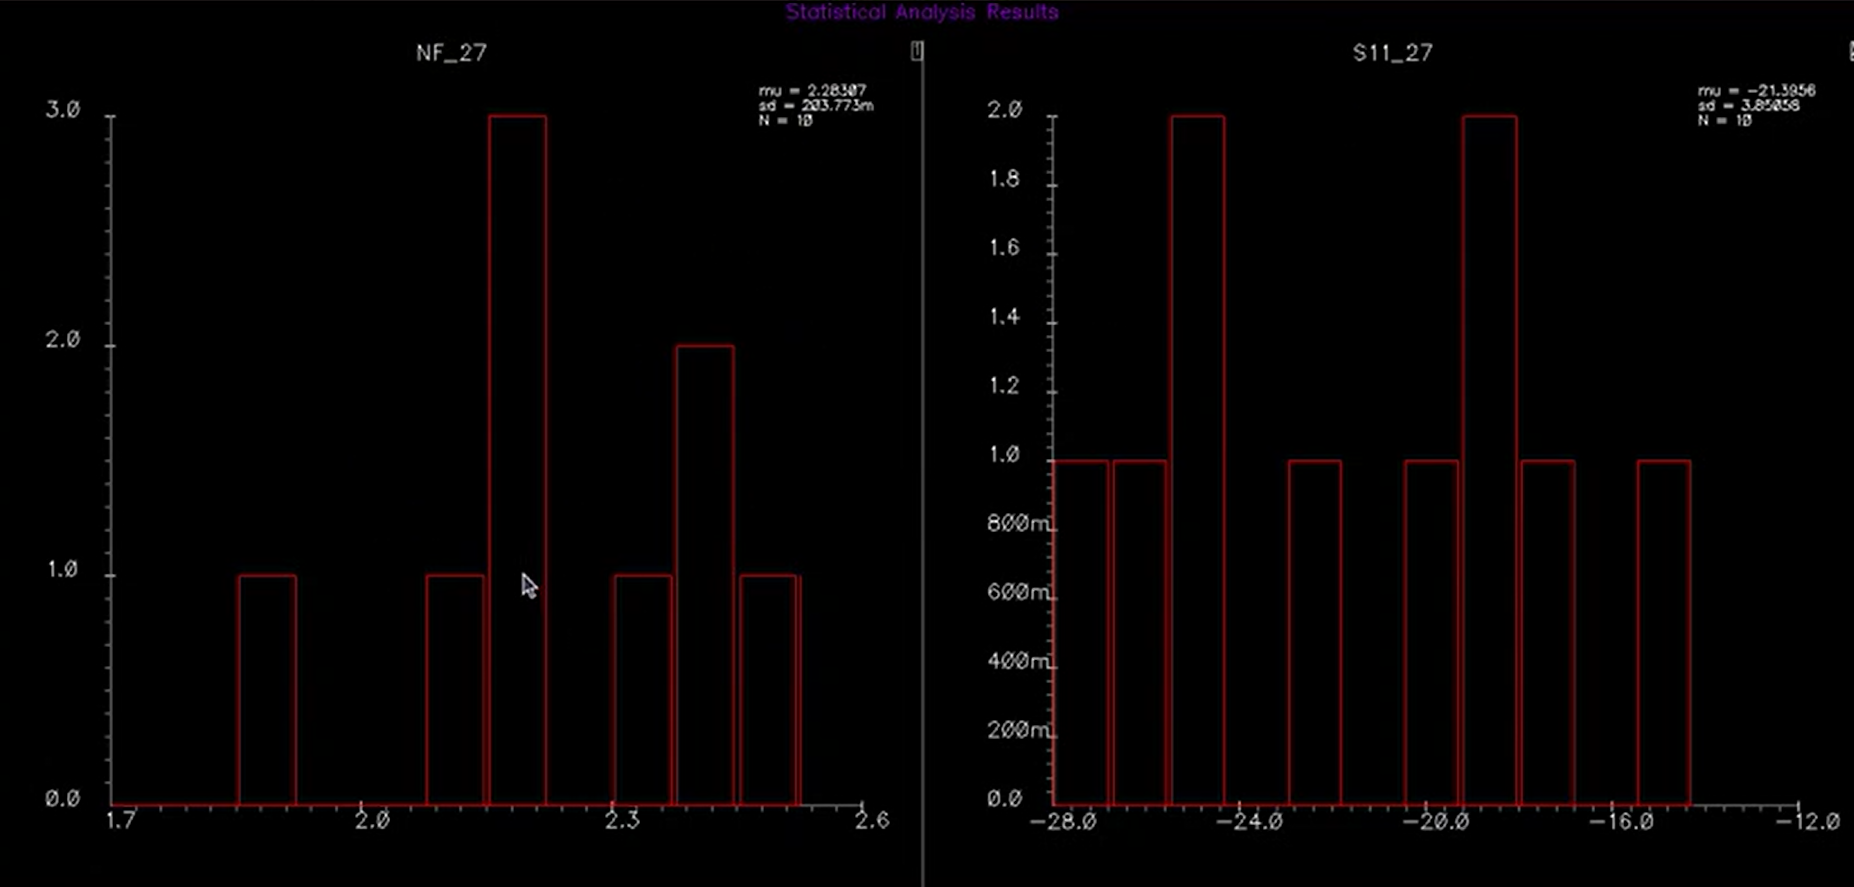 Statistical Analysis Results
NF_27
mu = 2.28307
sd = 203.773m
N = 10
3.0
2.0
1.0
0.0
1.7
2.0
2.3
2.6
S11_27
mu = -21.3956
sd = 3.85058
N = 10
2.0
1.8
1.6
1.4
1.2
1.0
800m
600m
400m
200m
0.0
-28.0
-24.0
-20.0
-16.0
-12.0